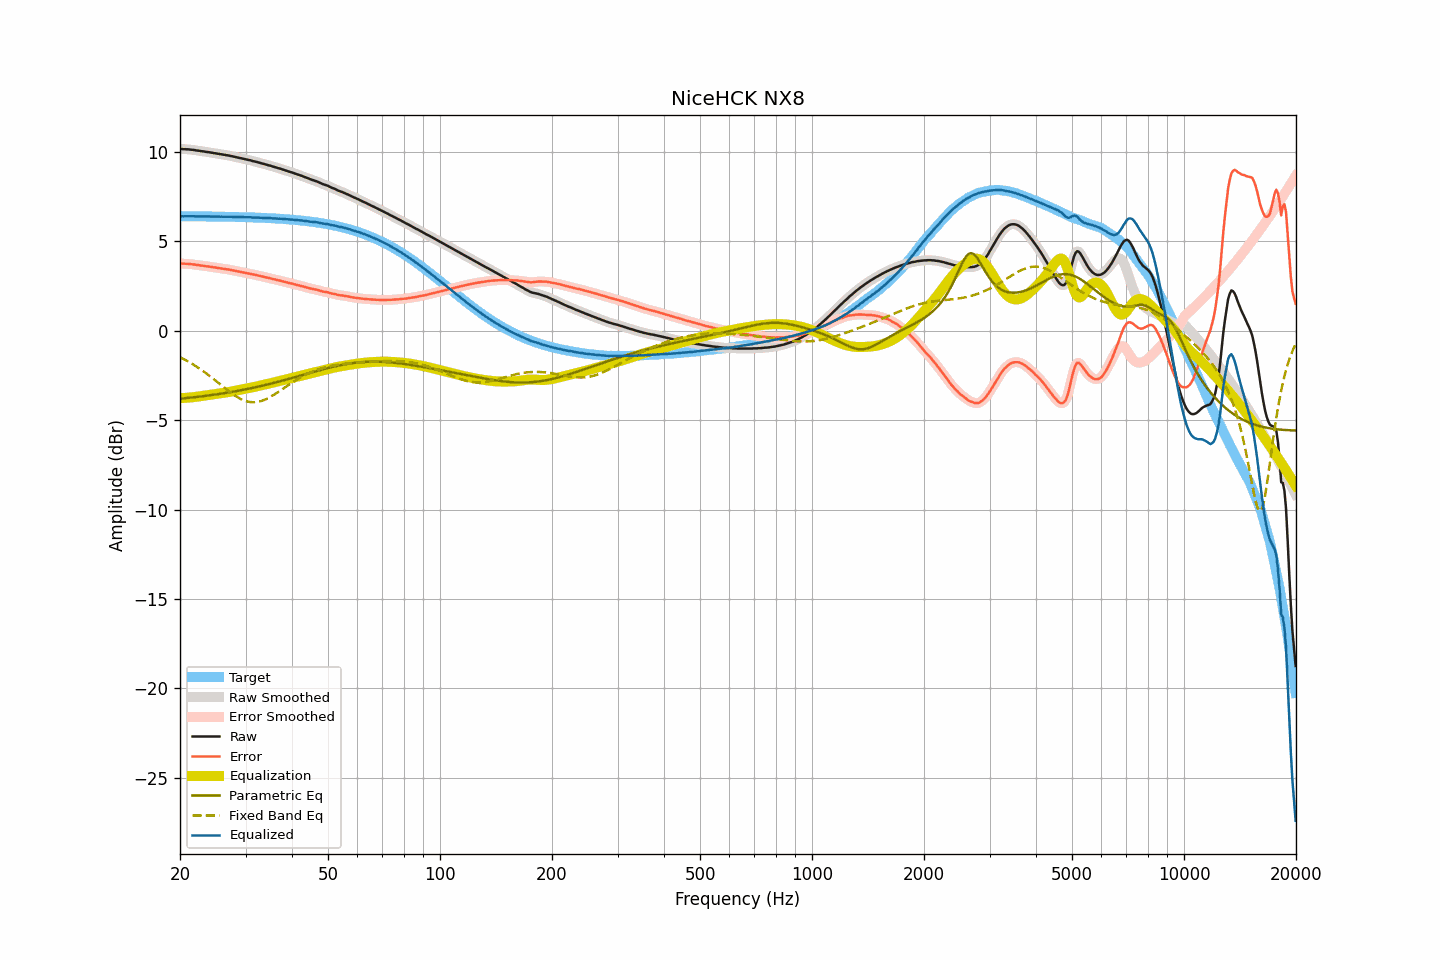 NiceHCK NX8
10
5
0
−5
−10
−15
−20
−25
Amplitude (dBr)
Target
Raw Smoothed
Error Smoothed
Raw
Error
Equalization
Parametric Eq
Fixed Band Eq
Equalized
20 50 100 200 500 1000 2000 5000 10000 20000
Frequency (Hz)